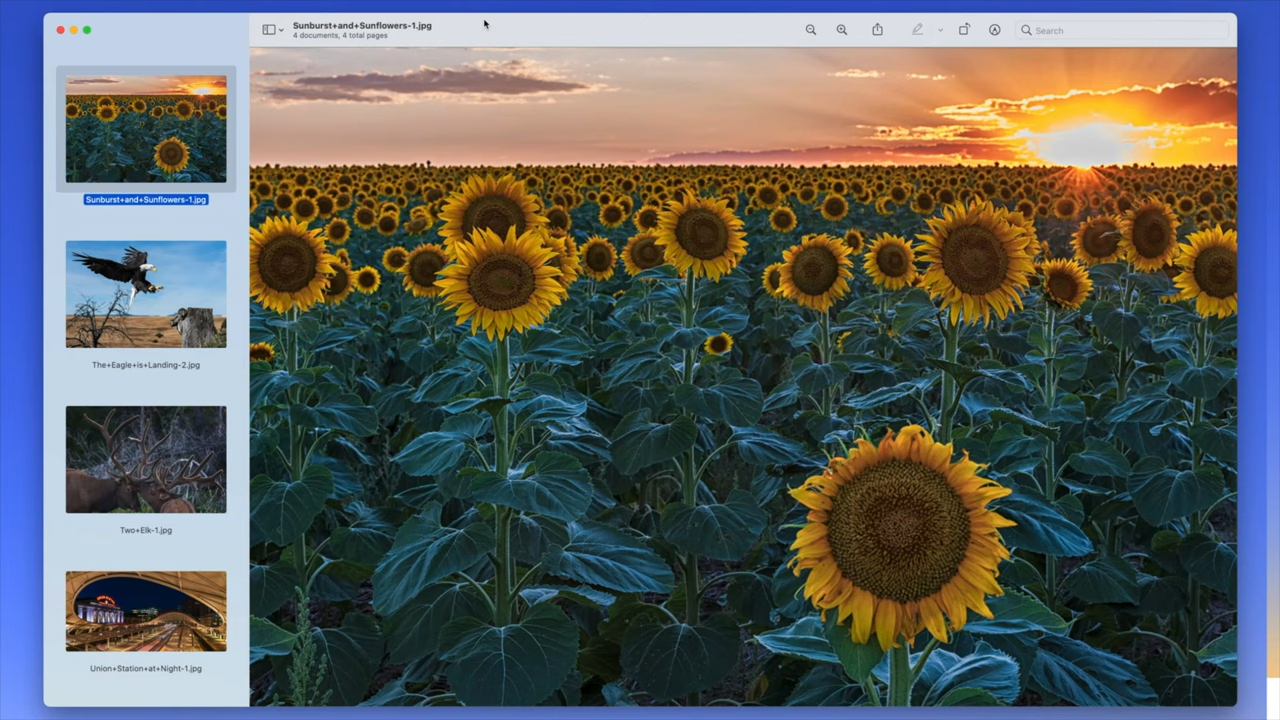 Sunburst+and+Sunflowers-1.jpg
4 documents, 4 total pages
Search
Sunburst+and+Sunflowers-1.jpg
The+Eagle+is+Landing-2.jpg
Two+Elk-1.jpg
Union+Station+at+Night-1.jpg